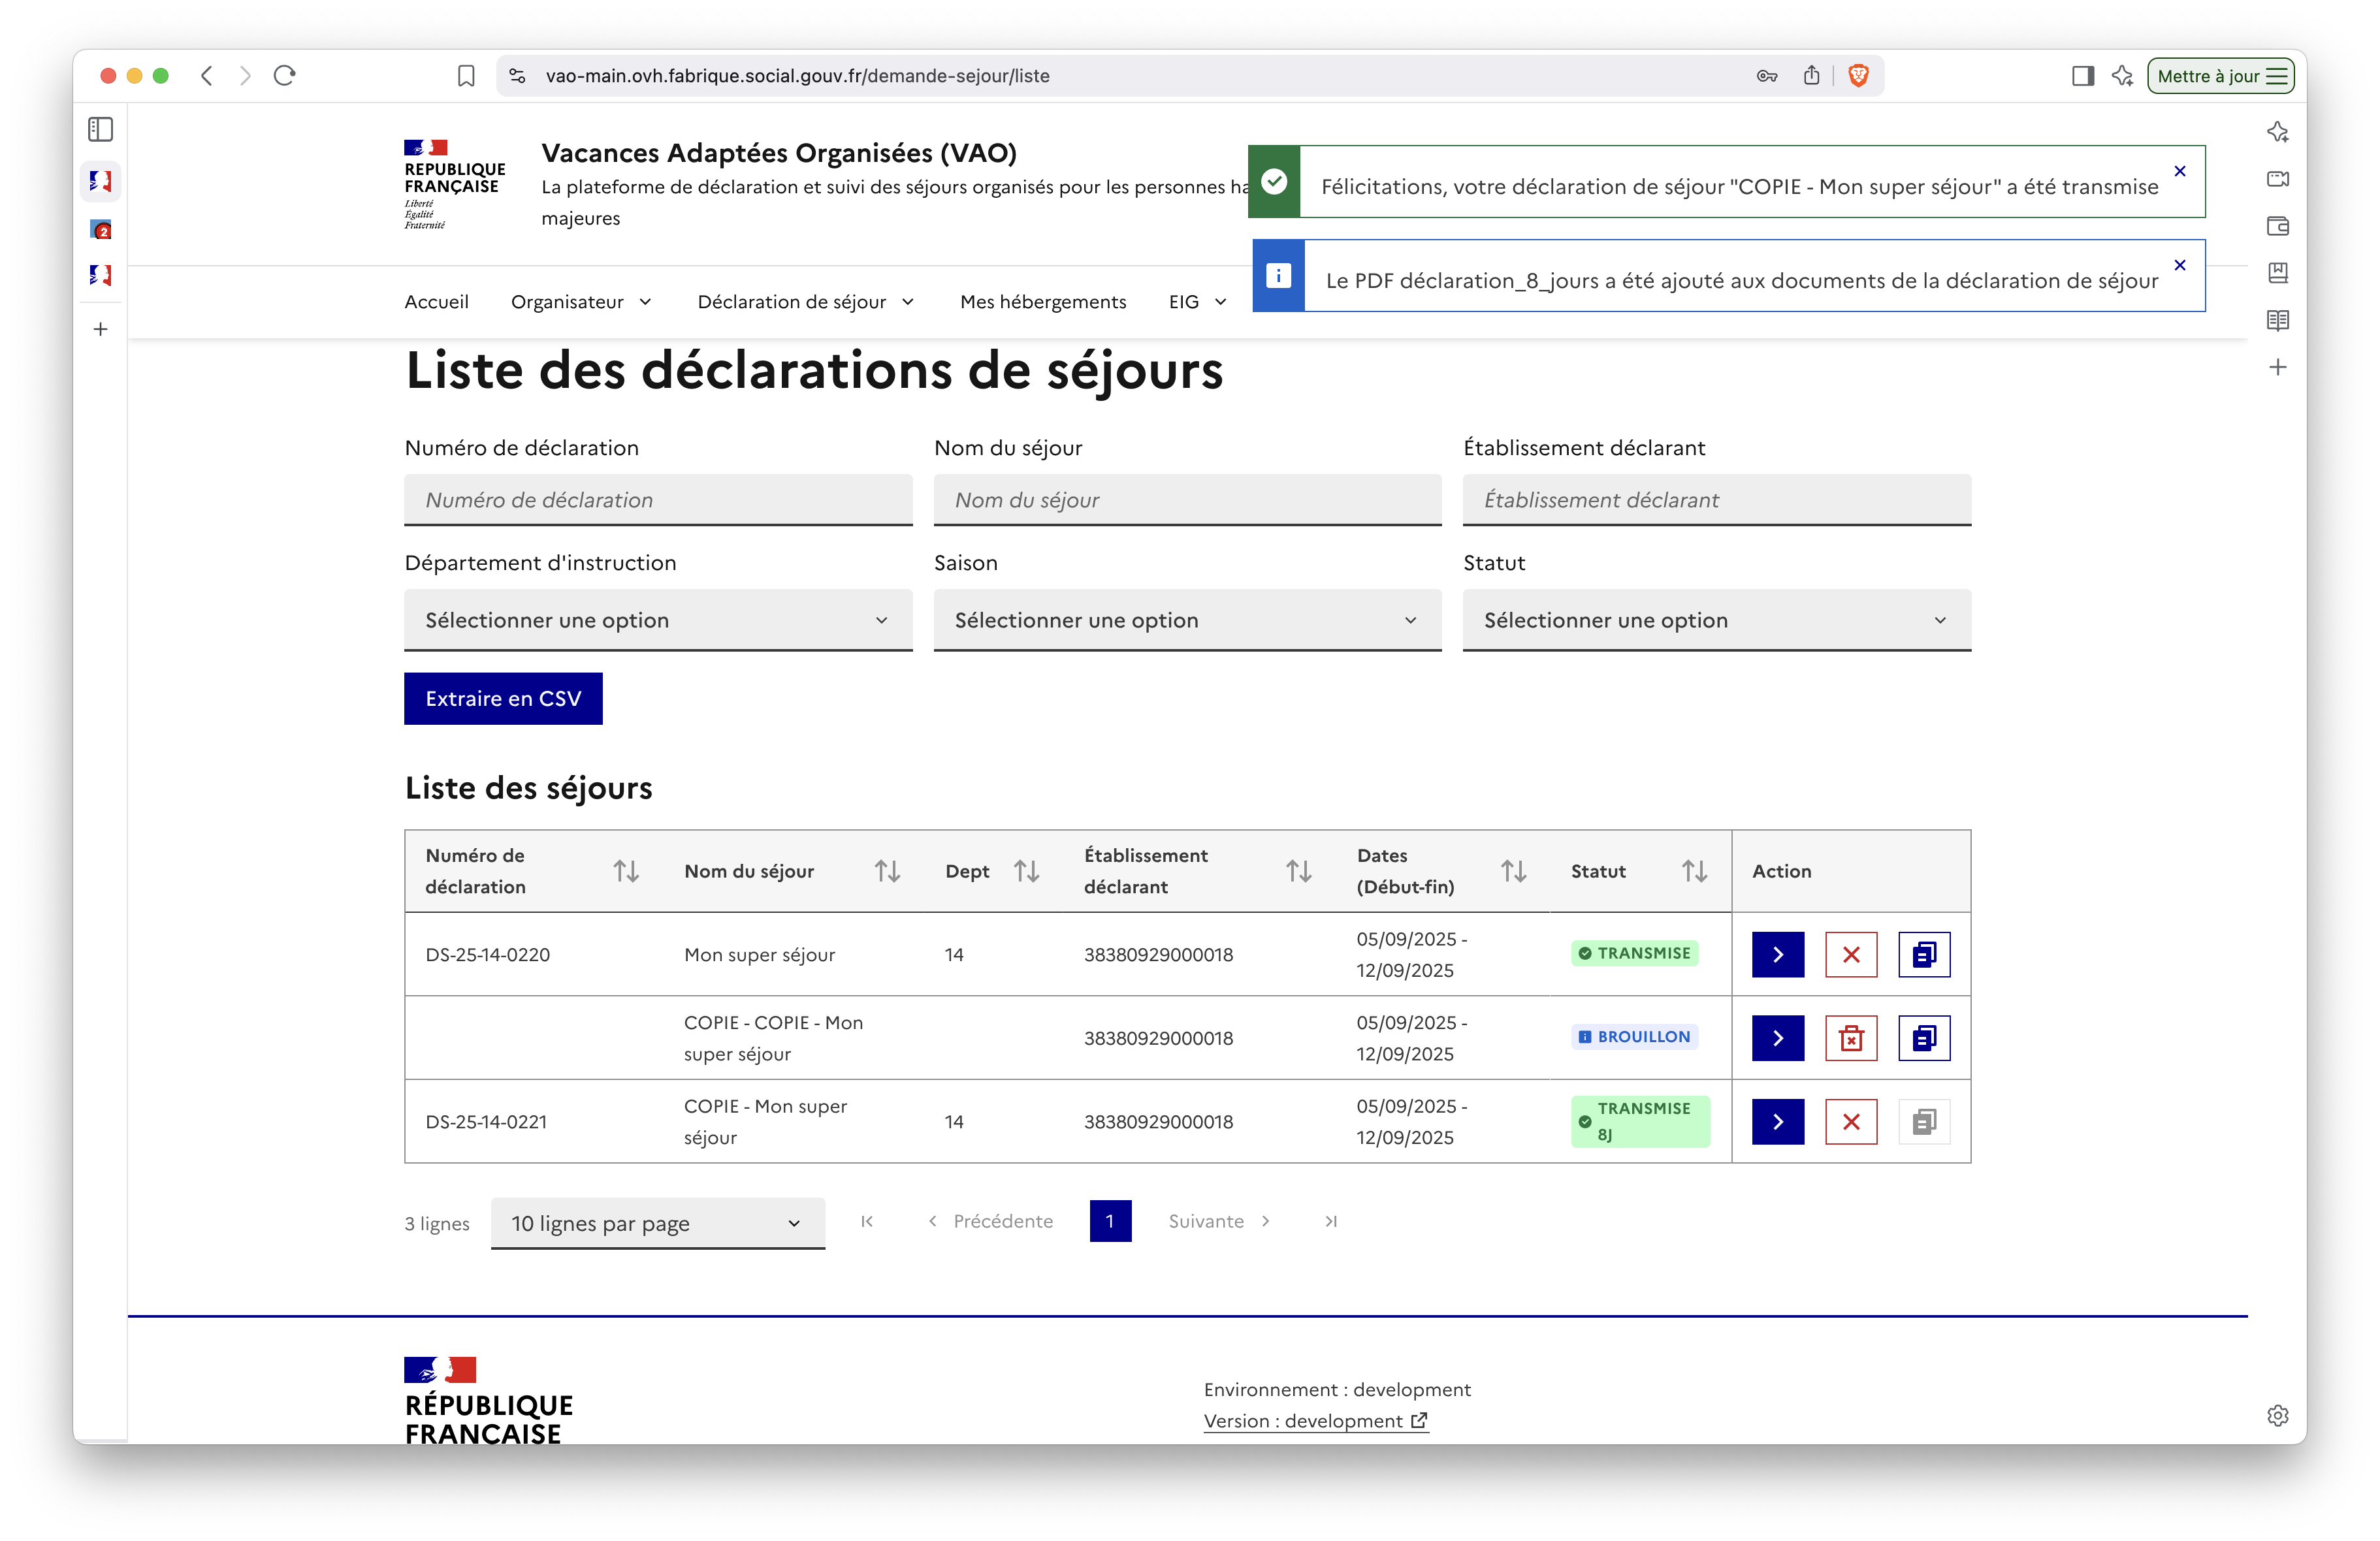 vao-main.ovh.fabrique.social.gouv.fr/demande-sejour/liste
Mettre à jour
2
RÉPUBLIQUE
FRANÇAISE
Liberté
Égalité
Fraternité
Vacances Adaptées Organisées (VAO)
La plateforme de déclaration et suivi des séjours organisés pour les personnes ha
majeures
Félicitations, votre déclaration de séjour "COPIE - Mon super séjour" a été transmise
Le PDF déclaration_8_jours a été ajouté aux documents de la déclaration de séjour
Accueil Organisateur Déclaration de séjour Mes hébergements EIG
Liste des déclarations de séjours
Numéro de déclaration Nom du séjour Établissement déclarant
Numéro de déclaration Nom du séjour Établissement déclarant
Département d'instruction Saison Statut
Sélectionner une option Sélectionner une option Sélectionner une option
Extraire en CSV
Liste des séjours
Numéro de
déclaration
Nom du séjour
Dept
Établissement
déclarant
Dates
(Début-fin)
Statut
Action
DS-25-14-0220
Mon super séjour
14
38380929000018
05/09/2025 -
12/09/2025
TRANSMISE
COPIE - COPIE - Mon
super séjour
38380929000018
05/09/2025 -
12/09/2025
BROUILLON
DS-25-14-0221
COPIE - Mon super
séjour
14
38380929000018
05/09/2025 -
12/09/2025
TRANSMISE
8J
3 lignes 10 lignes par page Précédente 1 Suivante
RÉPUBLIQUE
FRANÇAISE
Environnement : development
Version : development